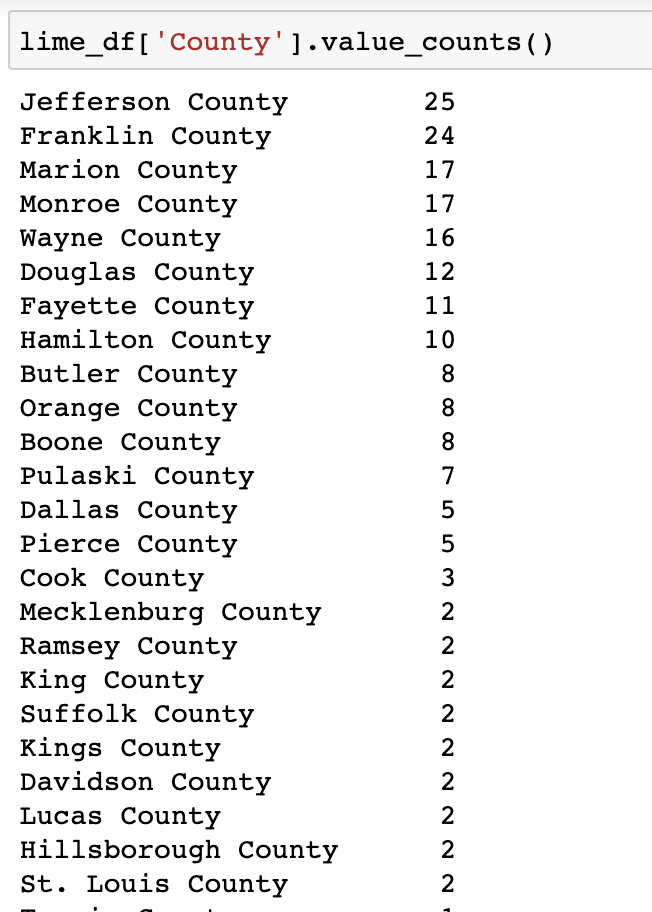 lime_df['County'].value_counts()
Jefferson County 25
Franklin County 24
Marion County 17
Monroe County 17
Wayne County 16
Douglas County 12
Fayette County 11
Hamilton County 10
Butler County 8
Orange County 8
Boone County 8
Pulaski County 7
Dallas County 5
Pierce County 5
Cook County 3
Mecklenburg County 2
Ramsey County 2
King County 2
Suffolk County 2
Kings County 2
Davidson County 2
Lucas County 2
Hillsborough County 2
St. Louis County 2